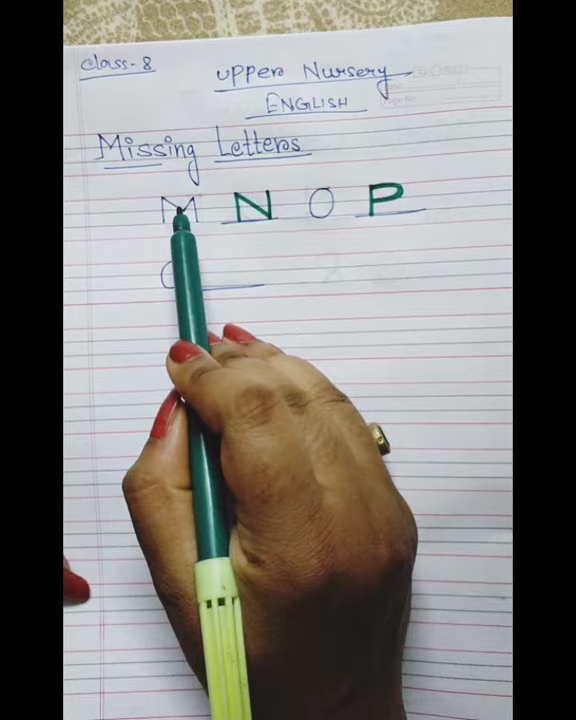 Class-8
Upper Nursery
ENGLISH
Missing Letters
M N O P